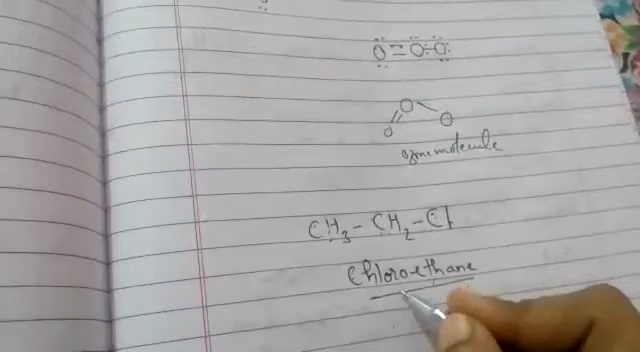 O = O - O
O
O O
ozone molecule
CH3 - CH2 - Cl
Chloroethane